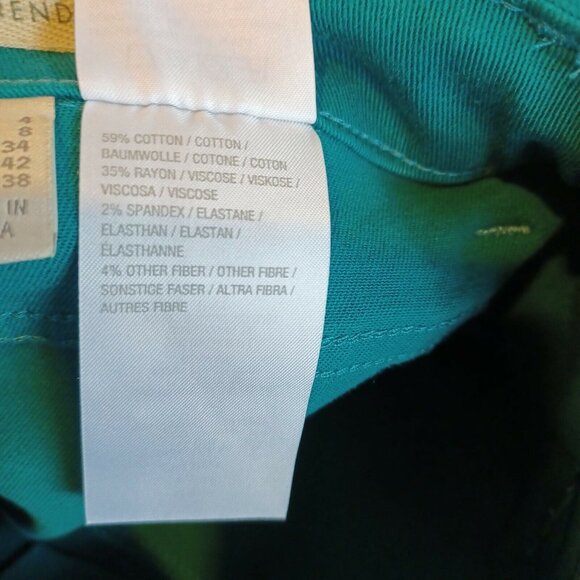 IEND
4
8
34
42
38
IN
A
59% COTTON / COTTON /
BAUMWOLLE / COTONE / COTON
35% RAYON / VISCOSE / VISKOSE /
VISCOSA / VISCOSE
2% SPANDEX / ELASTANE /
ELASTHAN / ELASTAN /
ÉLASTHANNE
4% OTHER FIBER / OTHER FIBRE /
SONSTIGE FASER / ALTRA FIBRA /
AUTRES FIBRE